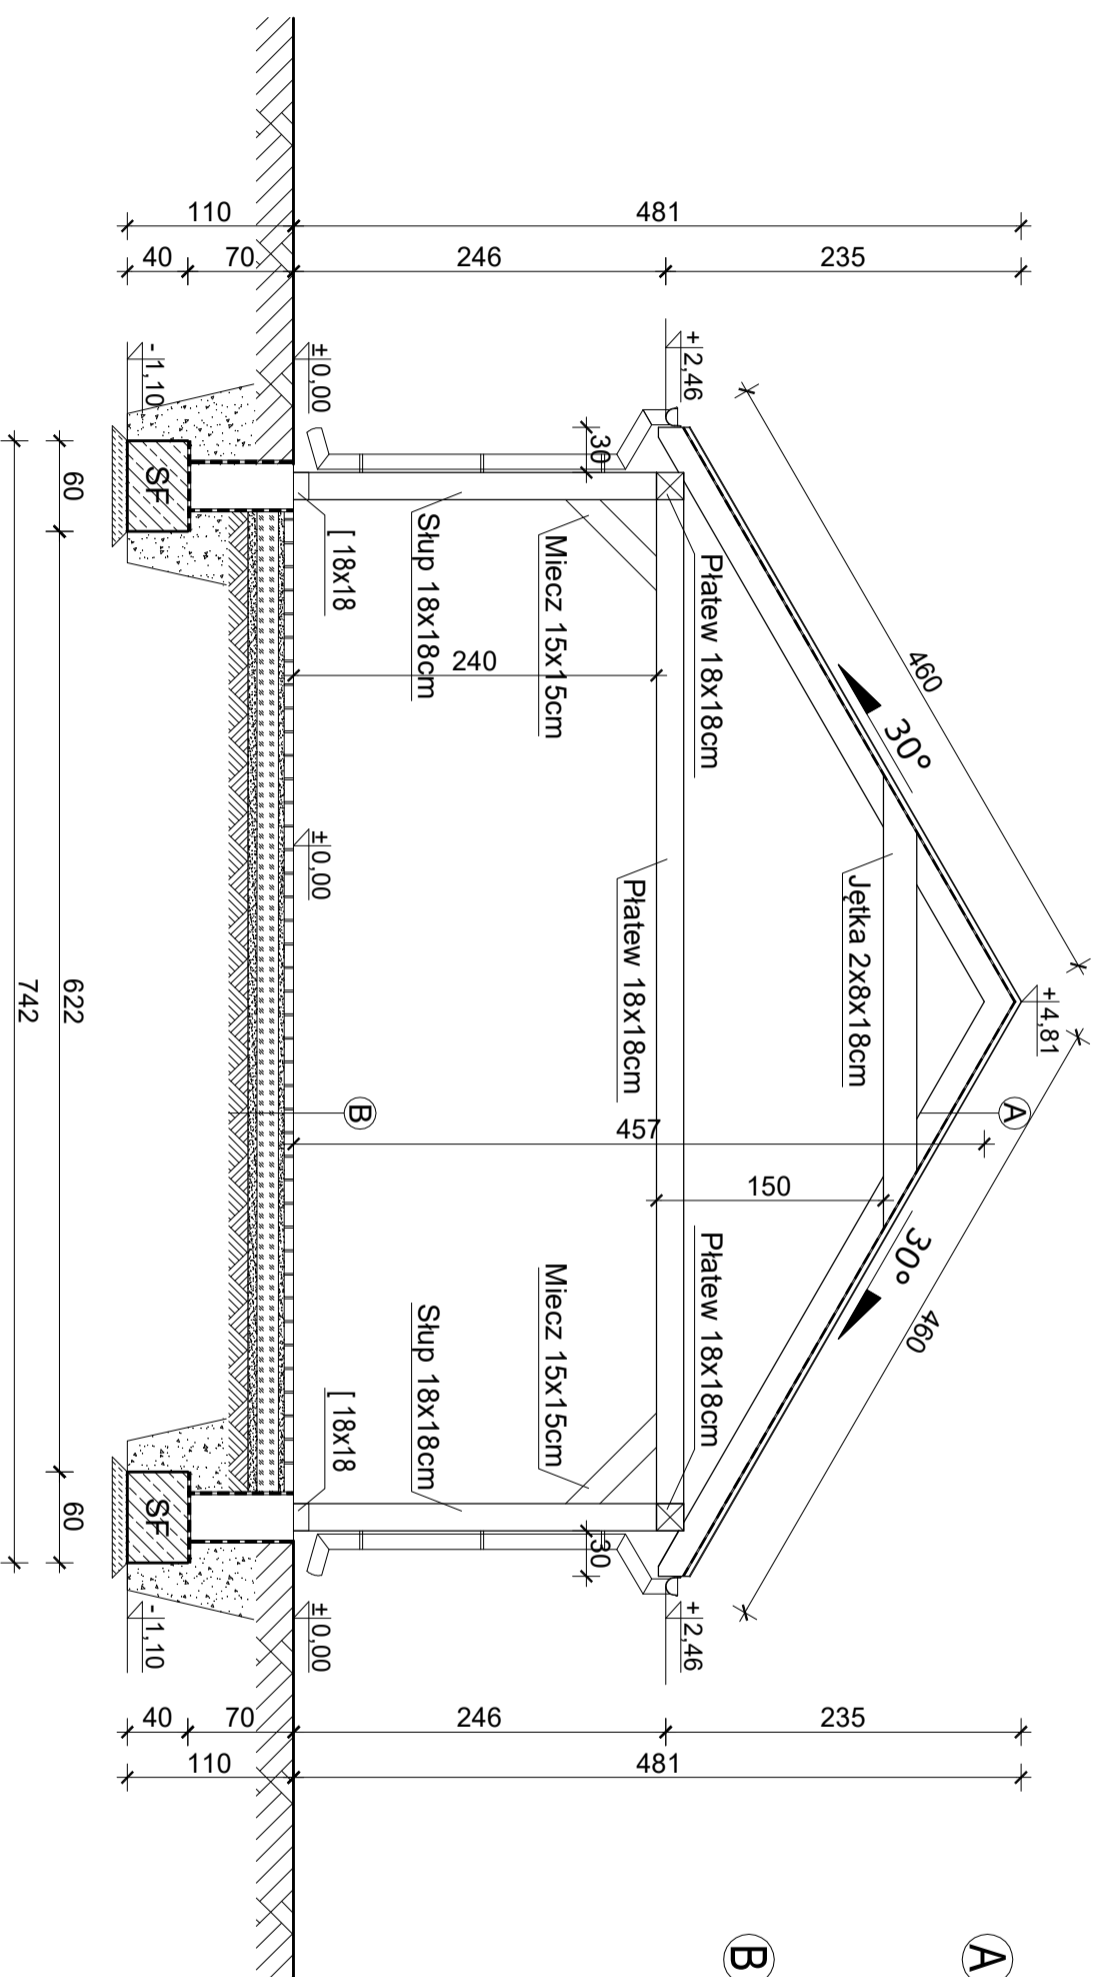 A
B
+4,81
A
460
460
30°
30°
Jętka 2x8x18cm
Płatew 18x18cm
Płatew 18x18cm
Płatew 18x18cm
+2,46
+2,46
481
235
246
110
70
40
481
235
246
110
70
40
150
457
240
30
30
Miecz 15x15cm
Miecz 15x15cm
Słup 18x18cm
Słup 18x18cm
[ 18x18
[ 18x18
±0,00
±0,00
±0,00
B
-1,10
-1,10
SF
SF
60
622
60
742